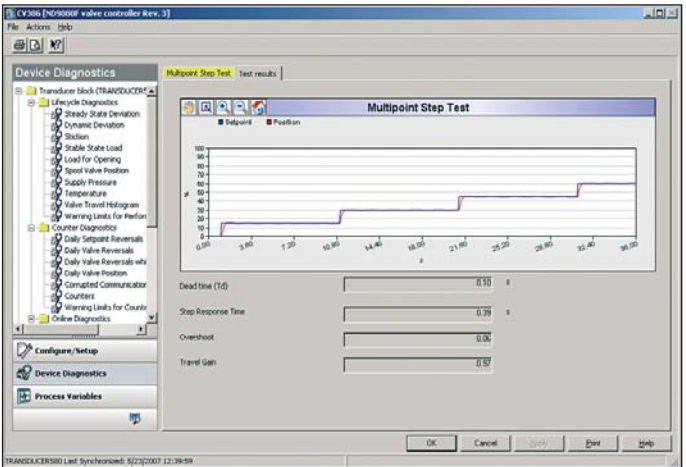 CV386 [ND9000F valve controller Rev. 3]
File Actions Help
Device Diagnostics
Transducer block (TRANSDUCER5
Lifecycle Diagnostics
Steady State Deviation
Dynamic Deviation
Stiction
Stable State Load
Load for Opening
Spool Valve Position
Supply Pressure
Temperature
Valve Travel Histogram
Warning Limits for Perfor
Counter Diagnostics
Daily Setpoint Reversals
Daily Valve Reversals
Daily Valve Reversals whi
Daily Valve Position
Corrupted Communication
Counters
Warning Limits for Counte
Online Diagnostics
Configure/Setup
Device Diagnostics
Process Variables
Multipoint Step Test Test results
Multipoint Step Test
Setpoint Position
100
90
80
70
60
50
40
30
20
10
0
%
0.00 3.60 7.20 10.80 14.40 18.00 21.60 25.20 28.80 32.40 36.00
s
Dead time (Td) 0.10 s
Step Response Time 0.39 s
Overshoot 0.06
Travel Gain 0.97
OK Cancel Apply Print Help
TRANSDUCER580 Last Synchronized: 5/23/2007 12:39:59